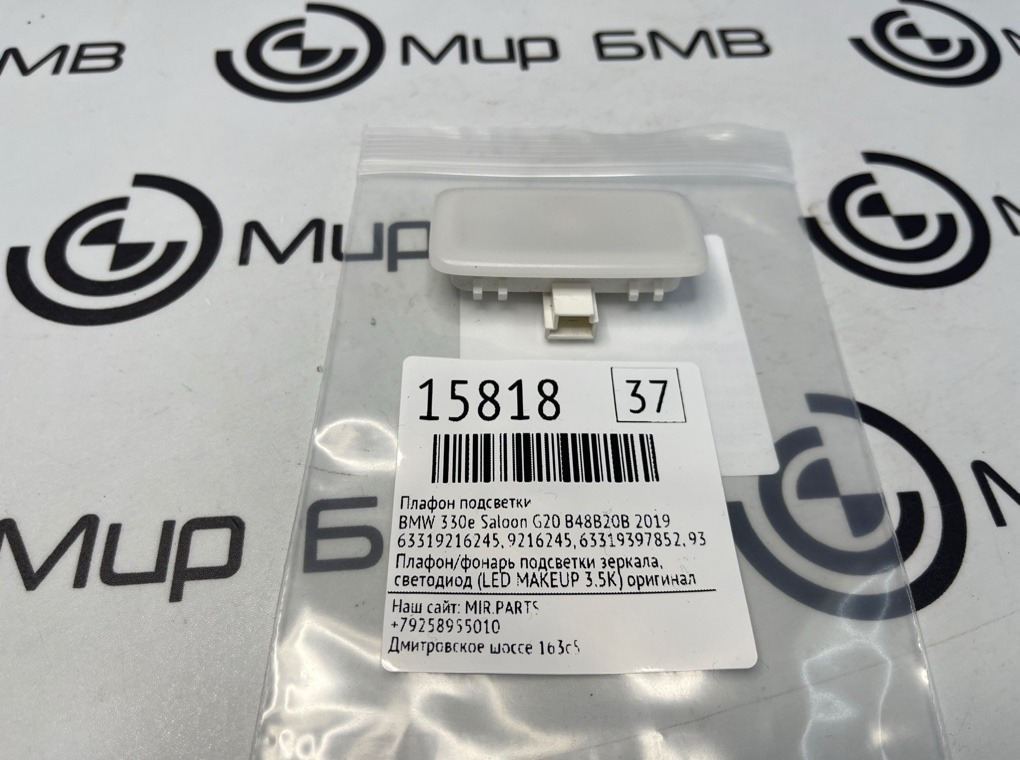 МВ
Мир БМВ
Мир
М
15818
37
Плафон подсветки
BMW 330e Saloon G20 B48B20B 2019
63319216245, 9216245, 63319397852, 93
Плафон/фонарь подсветки зеркала,
светодиод (LED MAKEUP 3.5K) оригинал
Наш сайт: MIR.PARTS
+79258955010
Дмитровское шоссе 163с5
Мир Б
М